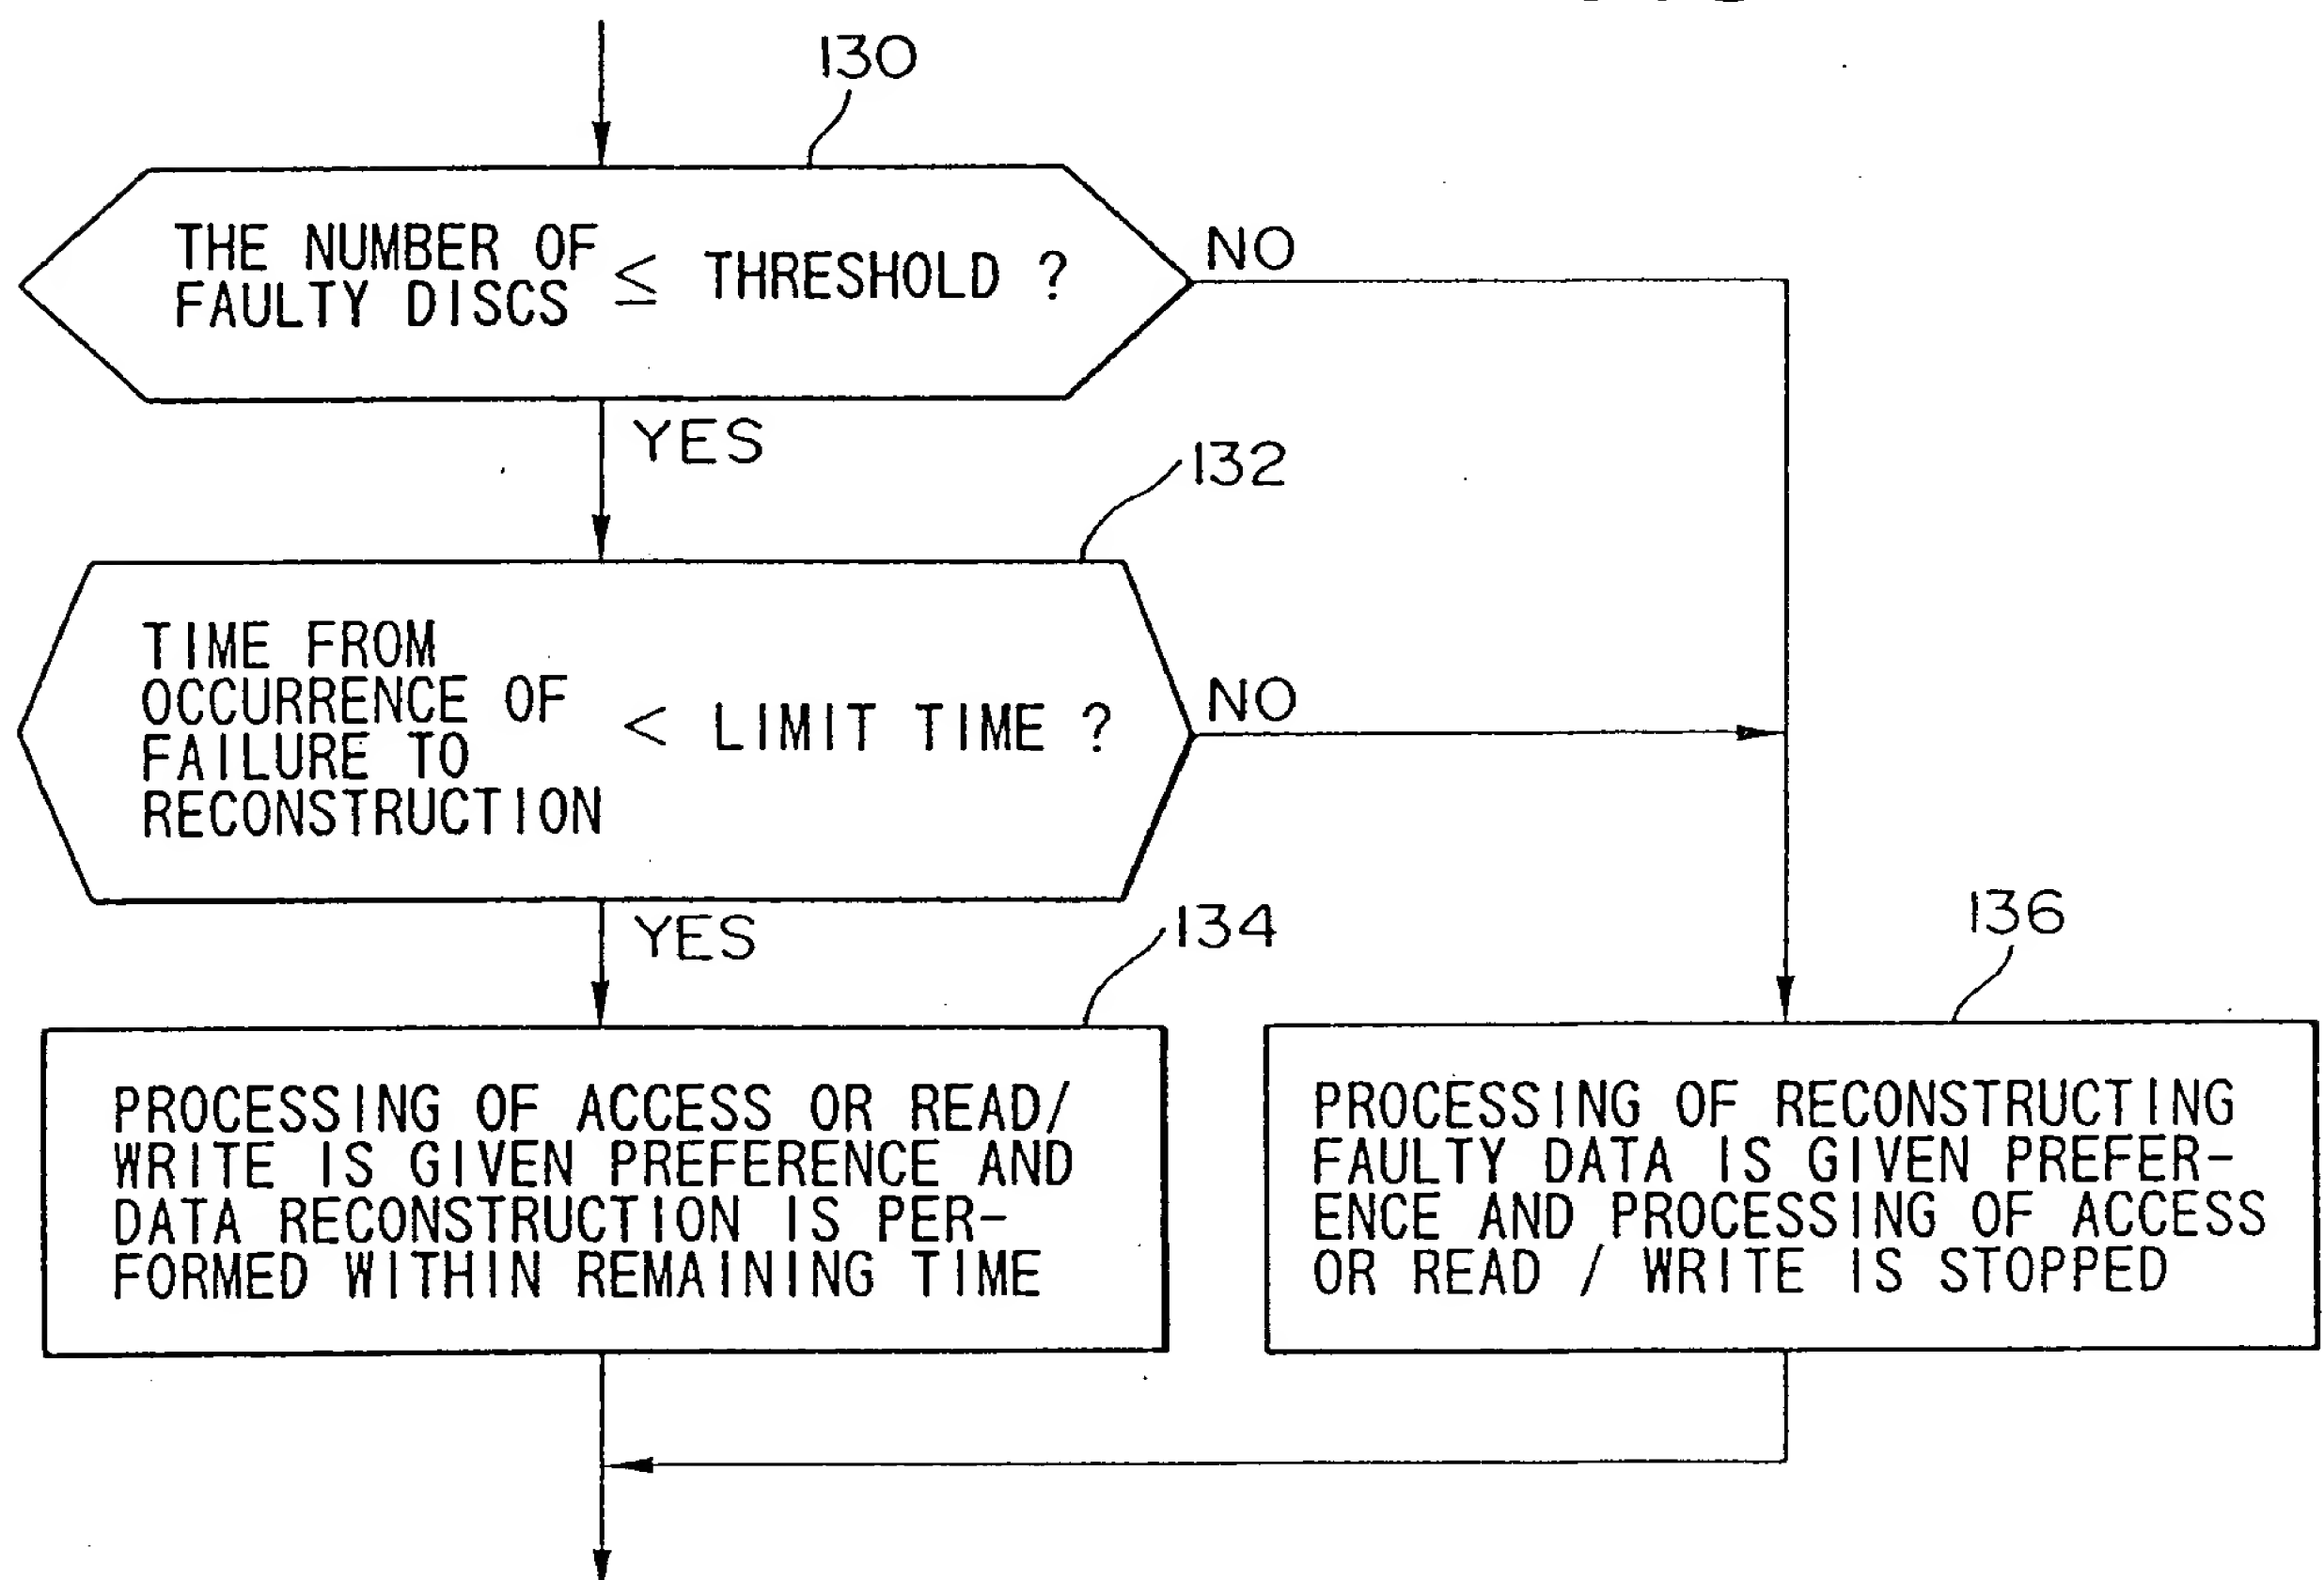 130
THE NUMBER OF
FAULTY DISCS ≤ THRESHOLD ?
NO
YES
132
TIME FROM
OCCURRENCE OF
FAILURE TO
RECONSTRUCTION
< LIMIT TIME ?
NO
YES
134
136
PROCESSING OF ACCESS OR READ/
WRITE IS GIVEN PREFERENCE AND
DATA RECONSTRUCTION IS PER-
FORMED WITHIN REMAINING TIME
PROCESSING OF RECONSTRUCTING
FAULTY DATA IS GIVEN PREFER-
ENCE AND PROCESSING OF ACCESS
OR READ / WRITE IS STOPPED